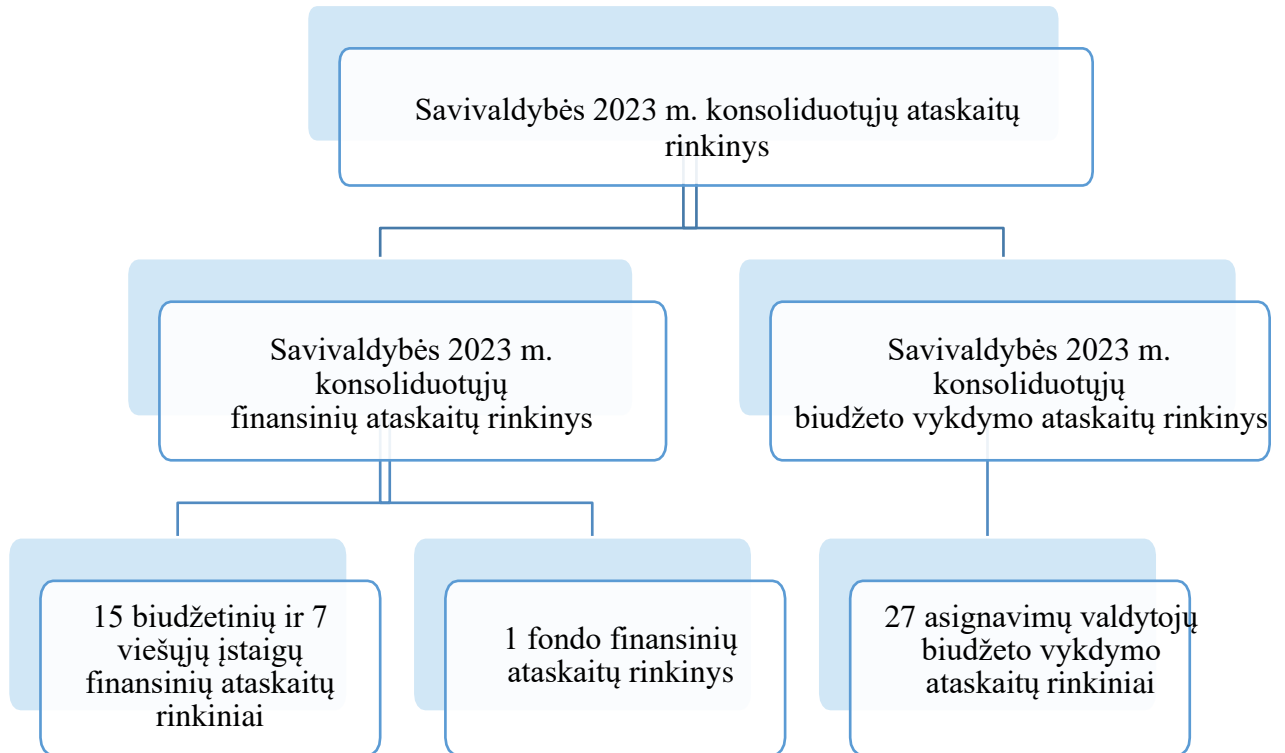 Savivaldybės 2023 m. konsoliduotųjų ataskaitų
rinkinys
Savivaldybės 2023 m.
konsoliduotųjų
finansinių ataskaitų rinkinys
Savivaldybės 2023 m.
konsoliduotųjų
biudžeto vykdymo ataskaitų rinkinys
15 biudžetinių ir 7
viešųjų įstaigų
finansinių ataskaitų
rinkiniai
1 fondo finansinių
ataskaitų rinkinys
27 asignavimų valdytojų
biudžeto vykdymo
ataskaitų rinkiniai